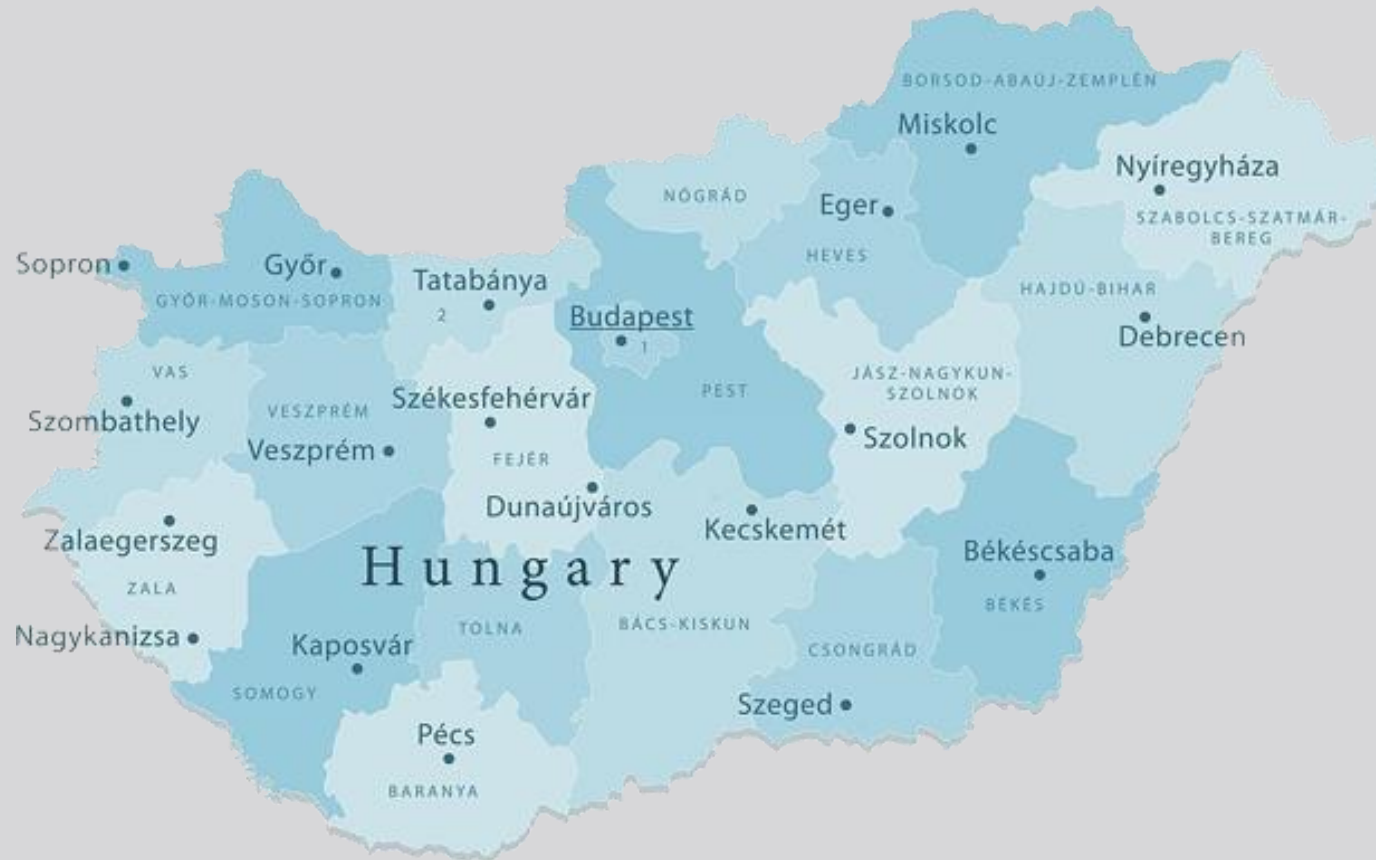 BORSOD-ABAÚJ-ZEMPLÉN
Miskolc
Nyíregyháza
SZABOLCS-SZATMÁR-
BEREG
NÓGRÁD
Eger
HEVES
Sopron
Győr
GYŐR-MOSON-SOPRON
Tatabánya
2
Budapest
1
HAJDÚ-BIHAR
Debrecen
VAS
Szombathely
VESZPRÉM
Veszprém
Székesfehérvár
FEJÉR
Dunaújváros
PEST
JÁSZ-NAGYKUN-
SZOLNOK
Szolnok
Kecskemét
Zalaegerszeg
ZALA
Hungary
Békéscsaba
BÉKÉS
Nagykanizsa
Kaposvár
SOMOGY
TOLNA
BÁCS-KISKUN
CSONGRÁD
Szeged
Pécs
BARANYA